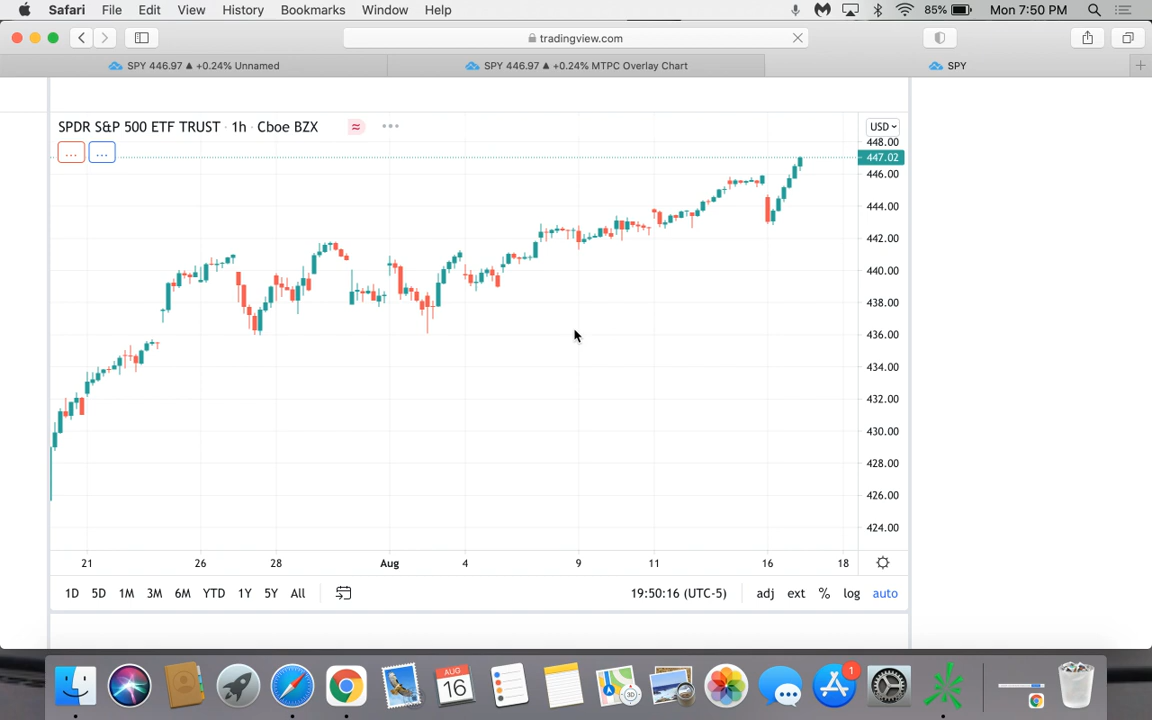 Safari File Edit View History Bookmarks Window Help 85% Mon 7:50 PM
tradingview.com
SPY 446.97 ▲ +0.24% Unnamed
SPY 446.97 ▲ +0.24% MTPC Overlay Chart
SPY
SPDR S&P 500 ETF TRUST · 1h · Cboe BZX
USD
... ...
448.00
447.02
446.00
444.00
442.00
440.00
438.00
436.00
434.00
432.00
430.00
428.00
426.00
424.00
21 26 28 Aug 4 9 11 16 18
1D 5D 1M 3M 6M YTD 1Y 5Y All 19:50:16 (UTC-5) adj ext % log auto
AUG
16
3D
1